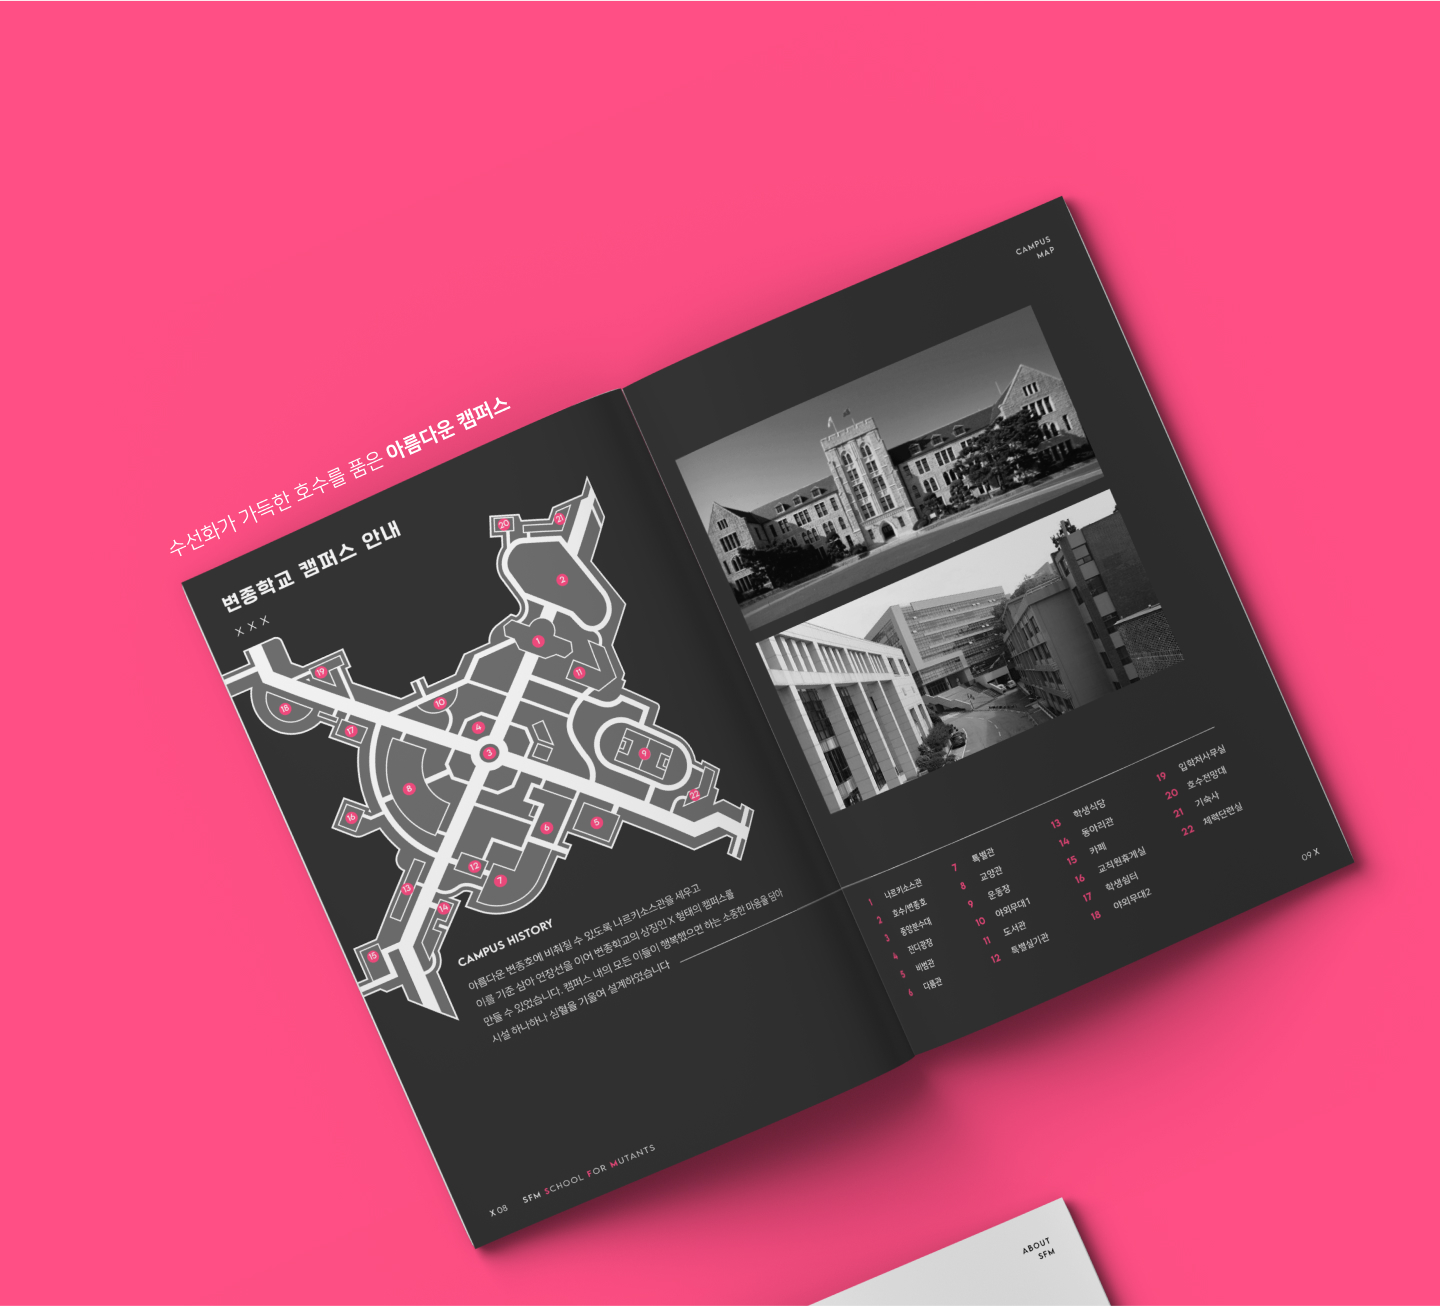 수선화가 가득한 호수를 품은 아름다운 캠퍼스
변종학교 캠퍼스 안내
X X X
20
21
2
1
11
19
18
17
10
4
3
9
8
22
16
6
5
12
7
13
14
15
CAMPUS HISTORY
아름다운 변종호에 비춰질 수 있도록 나르키소스관을 세우고
이를 기준 삼아 연장선을 이어 변종학교의 상징인 X 형태의 캠퍼스를
만들 수 있었습니다. 캠퍼스 내의 모든 이들이 행복했으면 하는 소중한 마음을 담아
시설 하나하나 심혈을 기울여 설계하였습니다
X 08
SFM SCHOOL FOR MUTANTS
CAMPUS
MAP
1 나르키소스관
2 호수/변종호
3 중앙분수대
4 잔디광장
5 비범관
6 다름관
7 특별관
8 교양관
9 운동장
10 야외무대1
11 도서관
12 특별실기관
13 학생식당
14 동아리관
15 카페
16 교직원휴게실
17 학생쉼터
18 야외무대2
19 입학처사무실
20 호수전망대
21 기숙사
22 체력단련실
09 X
ABOUT
SFM